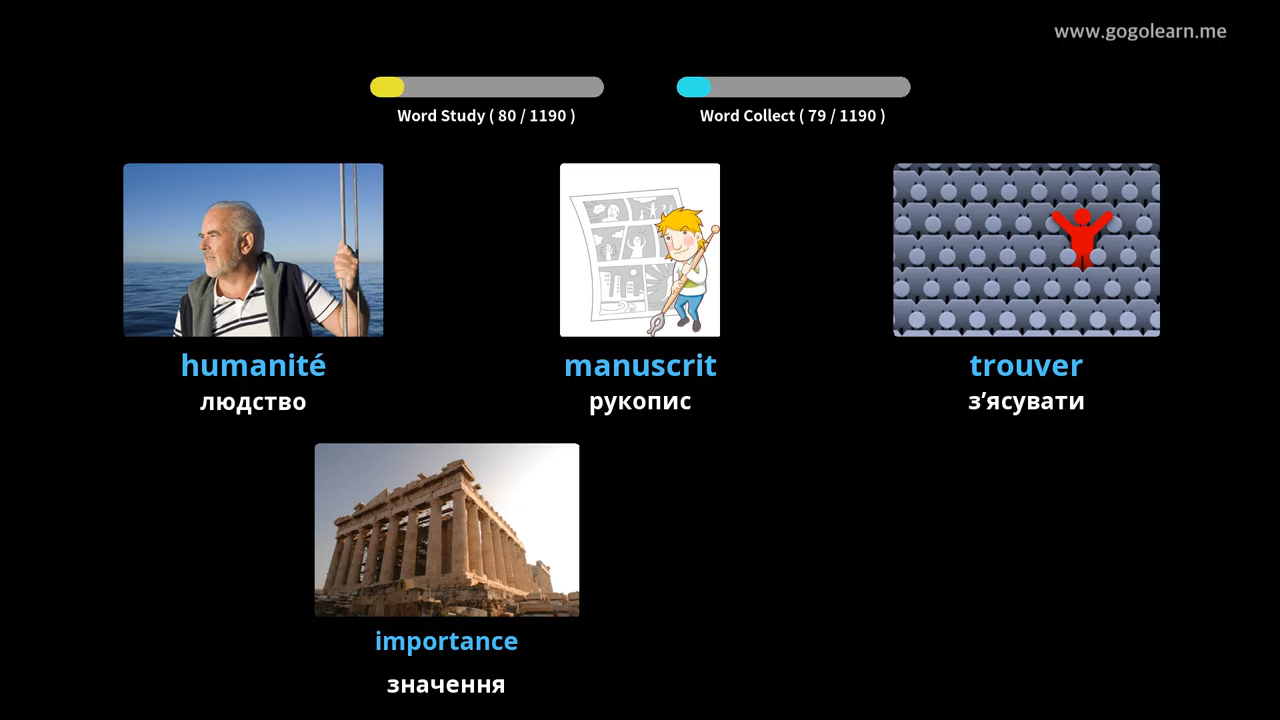 www.gogolearn.me
Word Study ( 80 / 1190 )
Word Collect ( 79 / 1190 )
humanité
людство
manuscrit
рукопис
trouver
з’ясувати
importance
значення